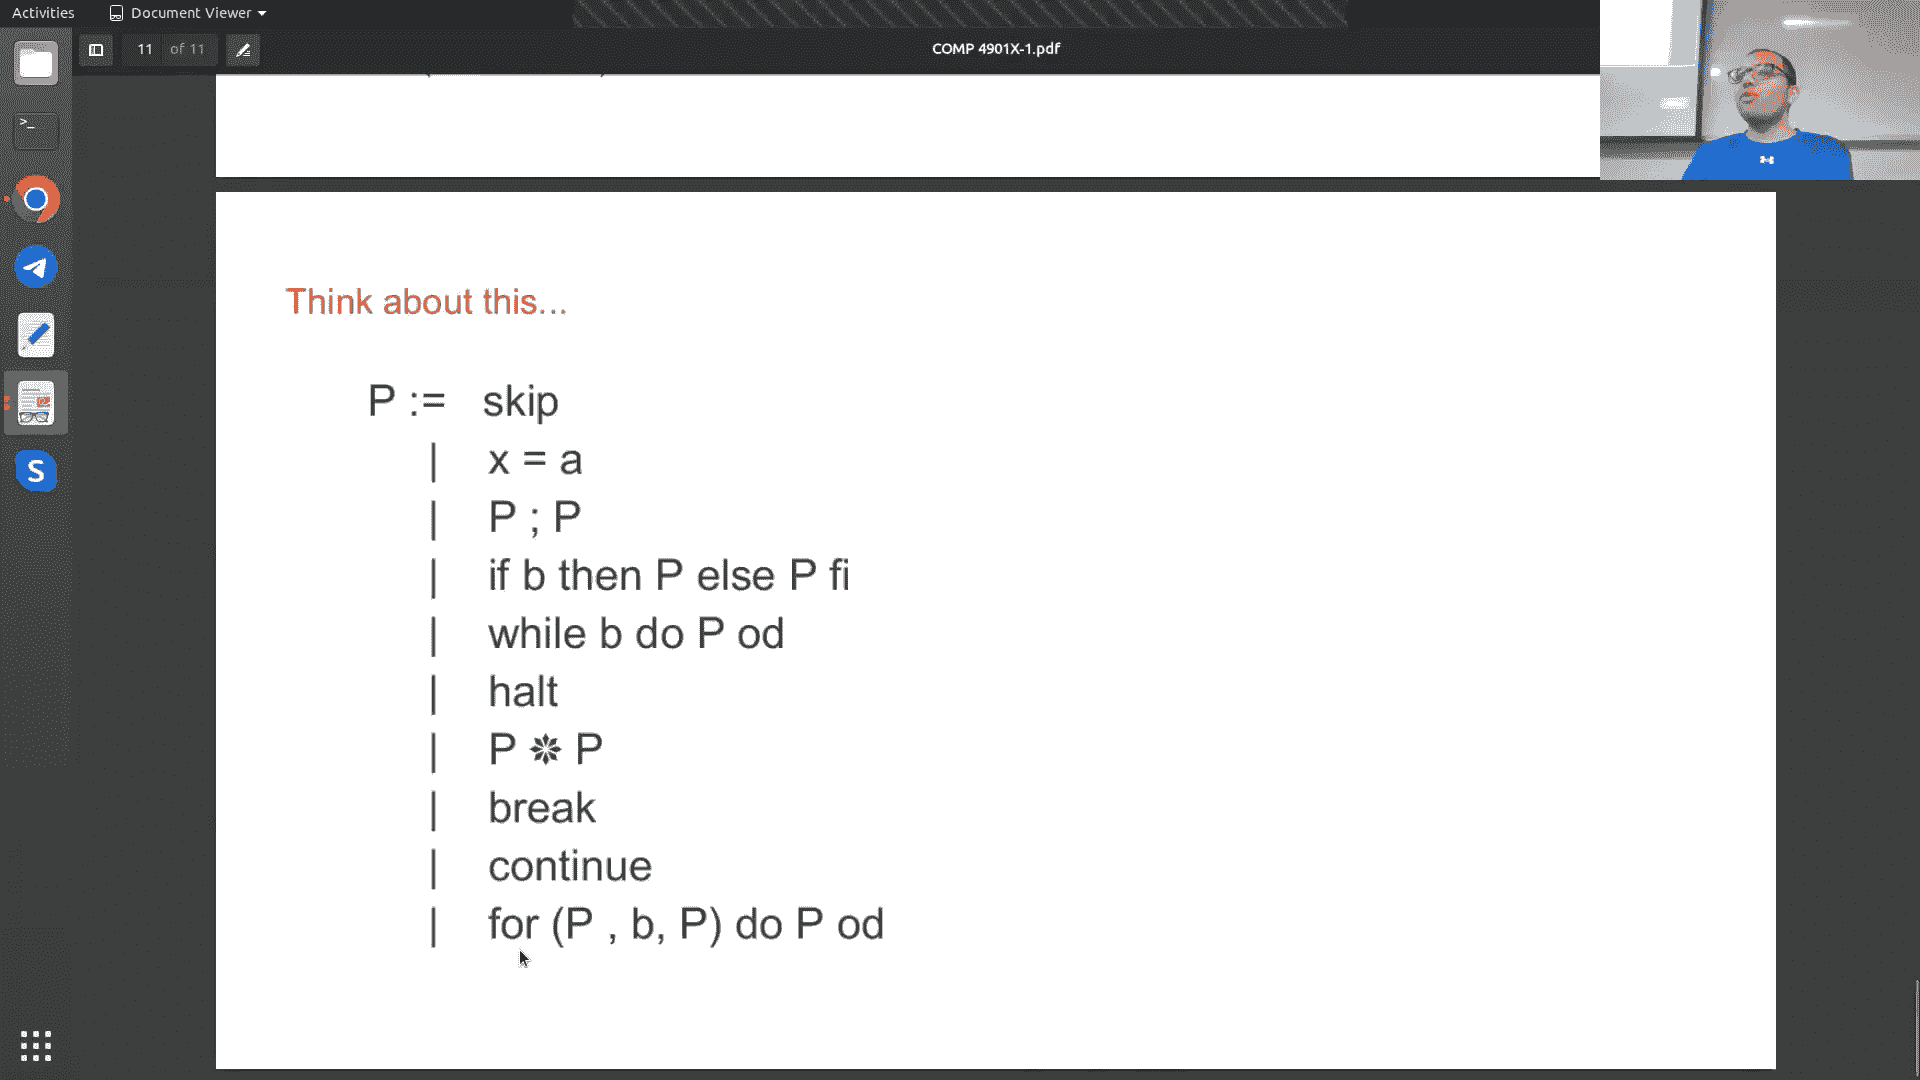 Activities Document Viewer
11 of 11 COMP 4901X-1.pdf
Think about this...
P := skip
| x = a
| P ; P
| if b then P else P fi
| while b do P od
| halt
| P ❉ P
| break
| continue
| for (P , b, P) do P od
>_
S